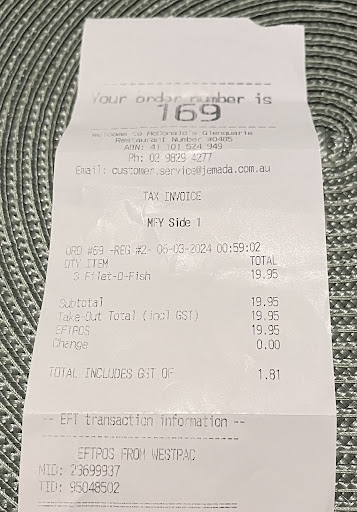 Your order number is
169
Welcome to McDonald's Glenquarie
Restaurant Number #0485
ABN: 41 101 524 949
Ph: 02 9829 4277
Email: customer.service@jemada.com.au
TAX INVOICE
MFY Side 1
ORD #69 -REG #2- 06-03-2024 00:59:02
QTY ITEM TOTAL
3 Filet-O-Fish 19.95
Subtotal 19.95
Take-Out Total (incl GST) 19.95
EFTPOS 19.95
Change 0.00
TOTAL INCLUDES GST OF 1.81
-- EFT transaction information --
EFTPOS FROM WESTPAC
MID: 23699937
TID: 95048502